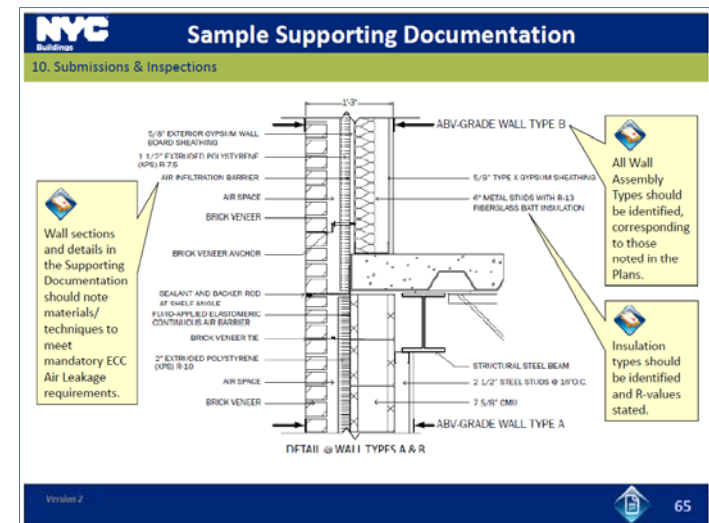 NYC
Buildings
Sample Supporting Documentation
10. Submissions & Inspections
1'3"
ABV-GRADE WALL TYPE B
5/8" EXTERIOR GYPSUM WALL
BOARD SHEATHING
1 1/2" EXTRUDED POLYSTYRENE
(XPS) R-7.5
AIR INFILTRATION BARRIER
AIR SPACE
BRICK VENEER
BRICK VENEER ANCHOR
SEALANT AND BACKER ROD
AT SHELF ANGLE
FLUID-APPLIED ELASTOMERIC
CONTINUOUS AIR BARRIER
BRICK VENEER TIE
2" EXTRUDED POLYSTYRENE
(XPS) R-10
AIR SPACE
BRICK VENEER
5/8" TYPE X GYPSUM SHEATHING
6" METAL STUDS WITH R-13
FIBERGLASS BATT INSULATION
STRUCTURAL STEEL BEAM
2 1/2" STEEL STUDS @ 16"O.C.
7 5/8" CMU
ABV-GRADE WALL TYPE A
DETAIL @ WALL TYPES A & B
Wall sections
and details in
the Supporting
Documentation
should note
materials/
techniques to
meet
mandatory ECC
Air Leakage
requirements.
All Wall
Assembly
Types should
be identified,
corresponding
to those
noted in the
Plans.
Insulation
types should
be identified
and R-values
stated.
Version 2
65